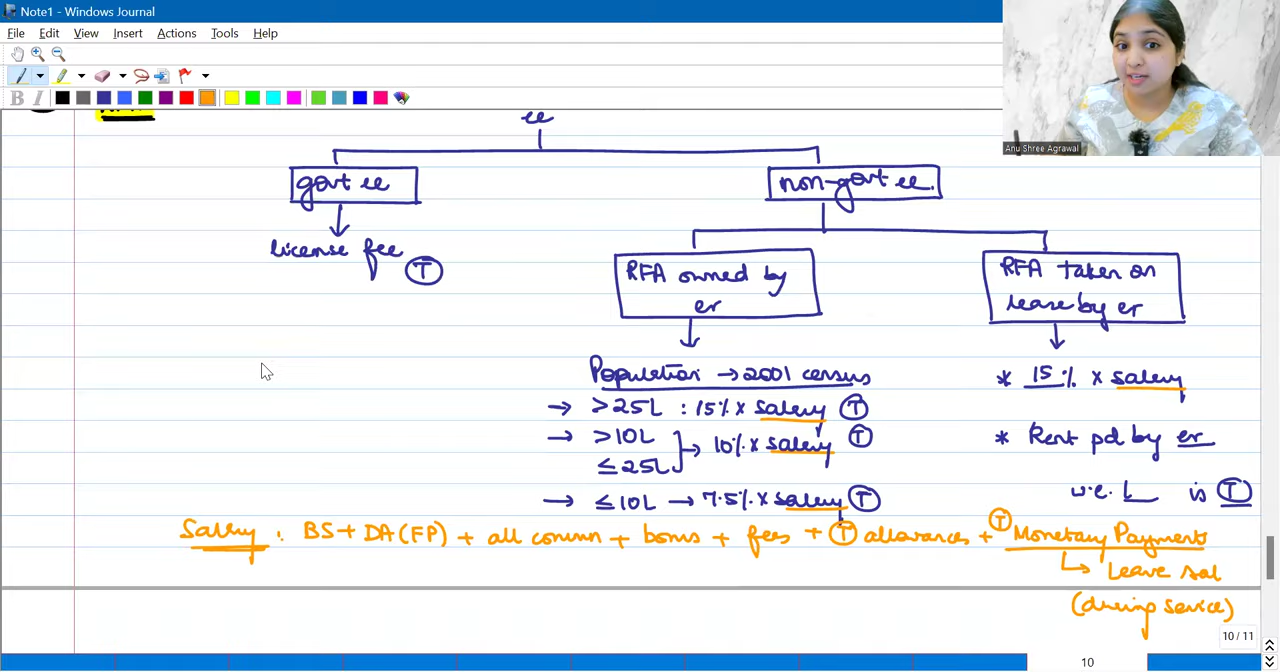 Note1 - Windows Journal
File Edit View Insert Actions Tools Help
B I
Anu Shree Agrawal
ee
govt ee
non-govt ee.
license fee (T)
RFA owned by
er
RFA taken on
lease by er
Population → 2001 census
→ >25L : 15% x salary (T)
→ >10L
≤25L → 10% x salary (T)
→ ≤10L → 7.5% x salary (T)
* 15% x salary
* Rent pd by er
w.e. L is (T)
Salary : BS + DA (FP) + all commn + bonus + fees + (T) allowances + (T) Monetary Payments
↳ Leave sal
(during service)
10 / 11
10